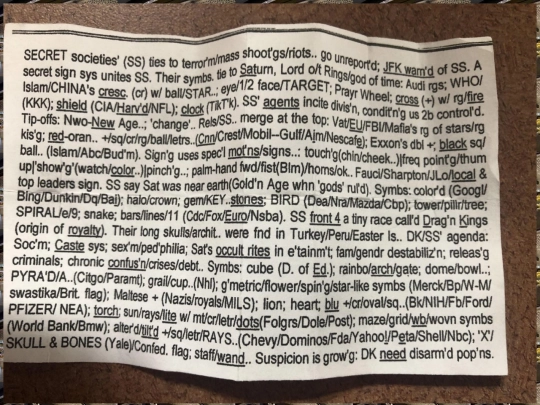 SECRET societies' (SS) ties to terror'm/mass shoot'gs/riots.. go unreport'd; JFK warn'd of SS. A
secret sign sys unites SS. Their symbs. tie to Saturn, Lord o/t Rings/god of time: Audi rgs; WHO/
Islam/CHINA's cresc. (cr) w/ ball/STAR..; eye/1/2 face/TARGET; Prayr Wheel; cross (+) w/ rg/fire
(KKK); shield (CIA/Harv'd/NFL); clock (TikT'k). SS' agents incite divis'n, condit'n'g us 2b control'd.
Tip-offs: Nwo-New Age..; 'change'.. Rels/SS.. merge at the top: Vat/EU/FBI/Mafia's rg of stars/rg
kis'g; red-oran.. +/sq/cr/rg/ball/letrs..(Cnn/Crest/Mobil--Gulf/Ajm/Nescafe); Exxon's dbl +; black sq/
ball.. (Islam/Abc/Bud'm). Sign'g uses spec'l mot'ns/signs..: touch'g(chin/cheek..)|freq point'g/thum
up|'show'g'(watch/color..)|pinch'g..; palm-hand fwd/fist(Blm)/horns/ok.. Fauci/Sharpton/JLo/local &
top leaders sign. SS say Sat was near earth(Gold'n Age whn 'gods' rul'd). Symbs: color'd (Googl/
Bing/Dunkin/Dq/Baj); halo/crown; gem/KEY..stones; BIRD (Dea/Nra/Mazda/Cbp); tower/pillr/tree;
SPIRAL/e/9; snake; bars/lines/11 (Cdc/Fox/Euro/Nsba). SS front 4 a tiny race call'd Drag'n Kings
(origin of royalty). Their long skulls/archit.. were fnd in Turkey/Peru/Easter Is.. DK/SS' agenda:
Soc'm; Caste sys; sex'm/ped'philia; Sat's occult rites in e'tainm't; fam/gendr destabiliz'n; releas'g
criminals; chronic confus'n/crises/debt.. Symbs: cube (D. of Ed.); rainbo/arch/gate; dome/bowl..;
PYRA'D/A..(Citgo/Paramt); grail/cup..(Nhl); g'metric/flower/spin'g/star-like symbs (Merck/Bp/W-M/
swastika/Brit. flag); Maltese + (Nazis/royals/MILS); lion; heart; blu +/cr/oval/sq..(Bk/NIH/Fb/Ford/
PFIZER/ NEA); torch; sun/rays/lite w/ mt/cr/letr/dots(Folgrs/Dole/Post); maze/grid/wb/wovn symbs
(World Bank/Bmw); alter'd/tilt'd +/sq/letr/RAYS..(Chevy/Dominos/Fda/Yahoo!/Peta/Shell/Nbc); 'X'/
SKULL & BONES (Yale)/Confed. flag; staff/wand.. Suspicion is grow'g: DK need disarm'd pop'ns.